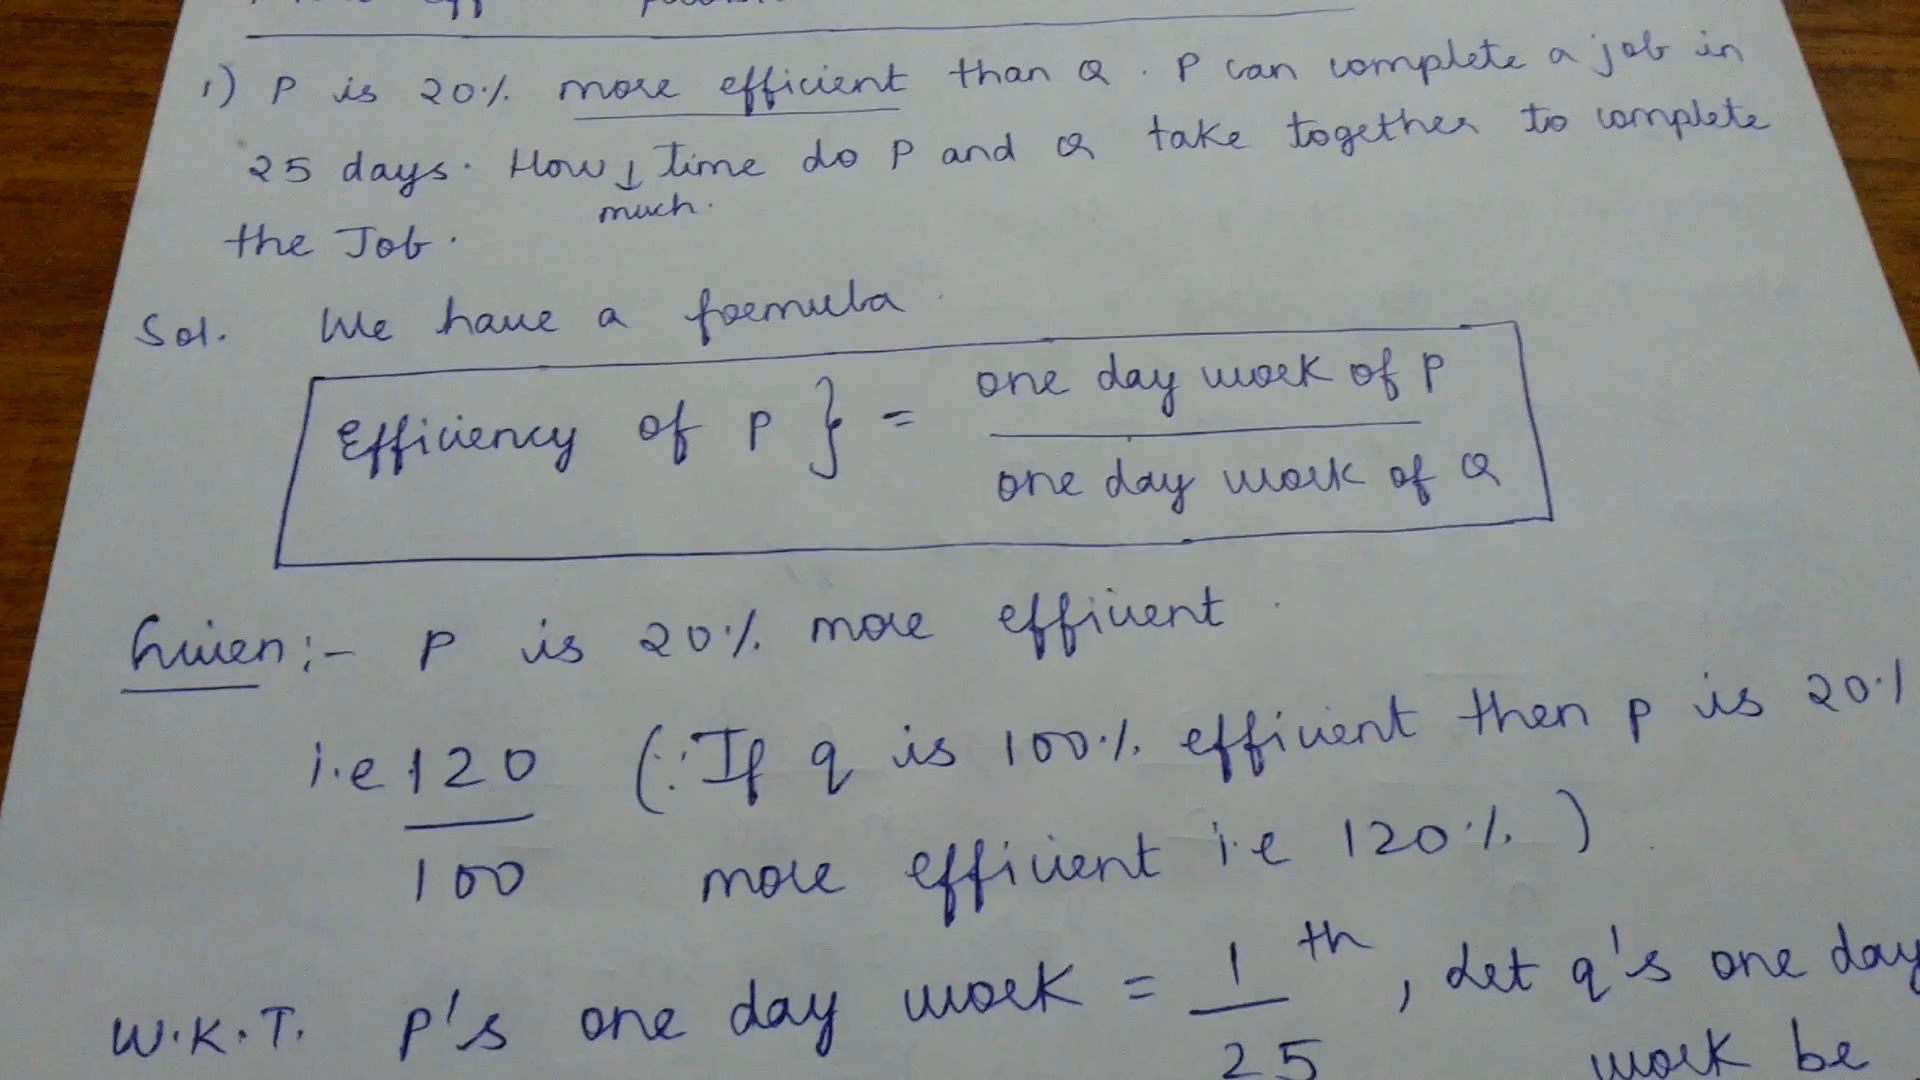 1) P is 20% more efficient than Q. P can complete a job in
25 days. How much time do P and Q take together to complete
the Job.
Sol. We have a formula
Efficiency of P } = one day work of P
one day work of Q
Given:- P is 20% more efficient
i.e 120 (∵ If q is 100% efficient then p is 20%
100 more efficient i.e 120%)
W.K.T. P's one day work = 1 th, Let q's one day
25 work be